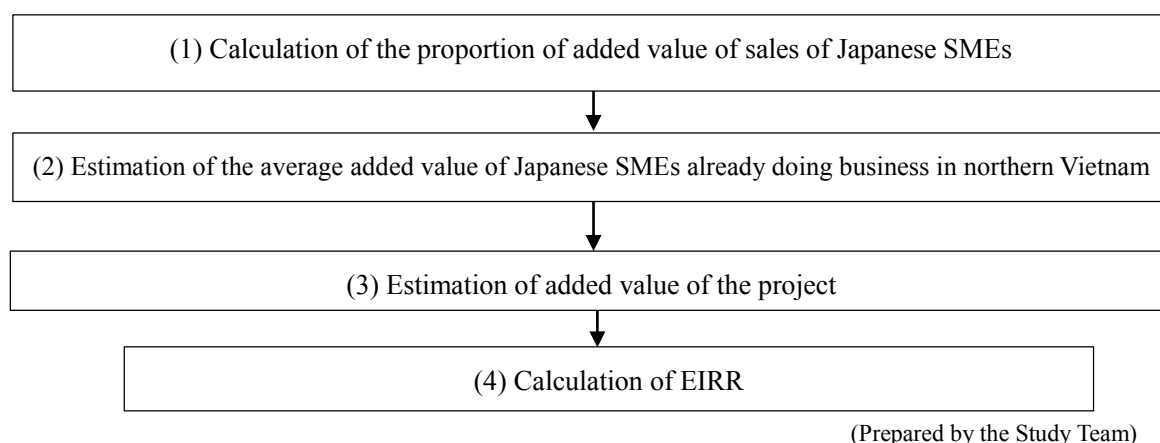 (1) Calculation of the proportion of added value of sales of Japanese SMEs
(2) Estimation of the average added value of Japanese SMEs already doing business in northern Vietnam
(3) Estimation of added value of the project
(4) Calculation of EIRR
(Prepared by the Study Team)